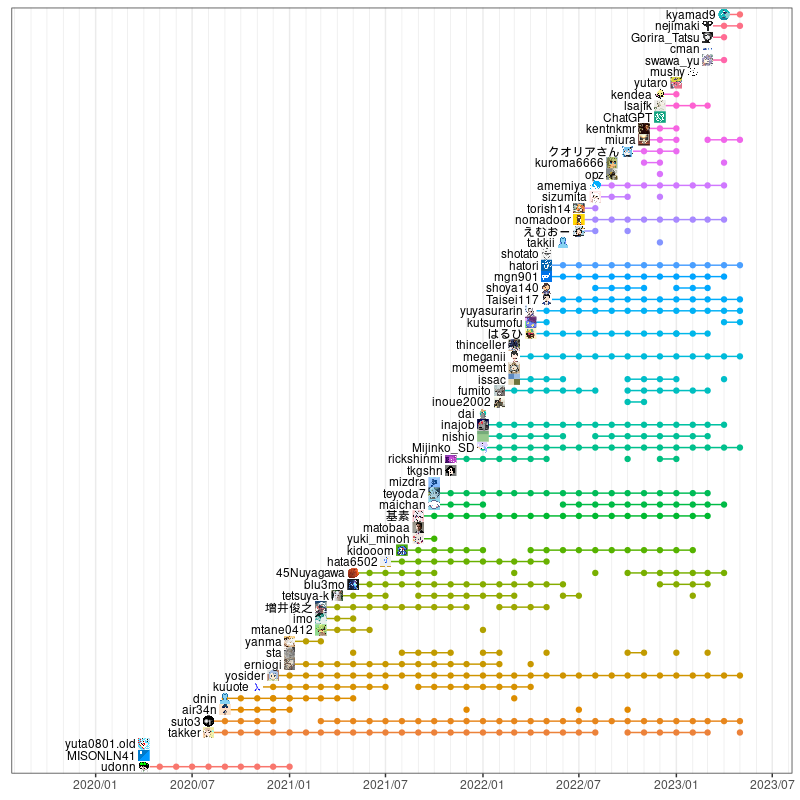 kyamad9
nejimaki
Gorira_Tatsu
cman
swawa_yu
mushy
yutaro
kendea
lsajfk
ChatGPT
kentnkmr
miura
クオリアさん
kuroma6666
opz
amemiya
sizumita
torish14
nomadoor
えむおー
takkii
shotato
hatori
mgn901
shoya140
Taisei117
yuyasurarin
kutsumofu
はるひ
thinceller
meganii
momeemt
issac
fumito
inoue2002
dai
inajob
nishio
Mijinko_SD
rickshinmi
tkgshn
mizdra
teyoda7
maichan
基素
matobaa
yuki_minoh
kidooom
hata6502
45Nuyagawa
blu3mo
tetsuya-k
増井俊之
imo
mtane0412
yanma
sta
erniogi
yosider
kuuote
dnin
air34n
suto3
takker
yuta0801.old
MISONLN41
udonn
2020/01 2020/07 2021/01 2021/07 2022/01 2022/07 2023/01 2023/07